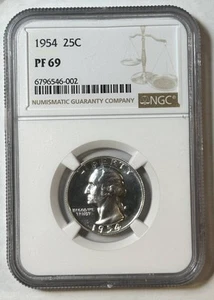 1954 25C
PF 69
6796546-002
NUMISMATIC GUARANTY COMPANY
NGC
LIBERTY
IN GOD WE
TRUST
1954